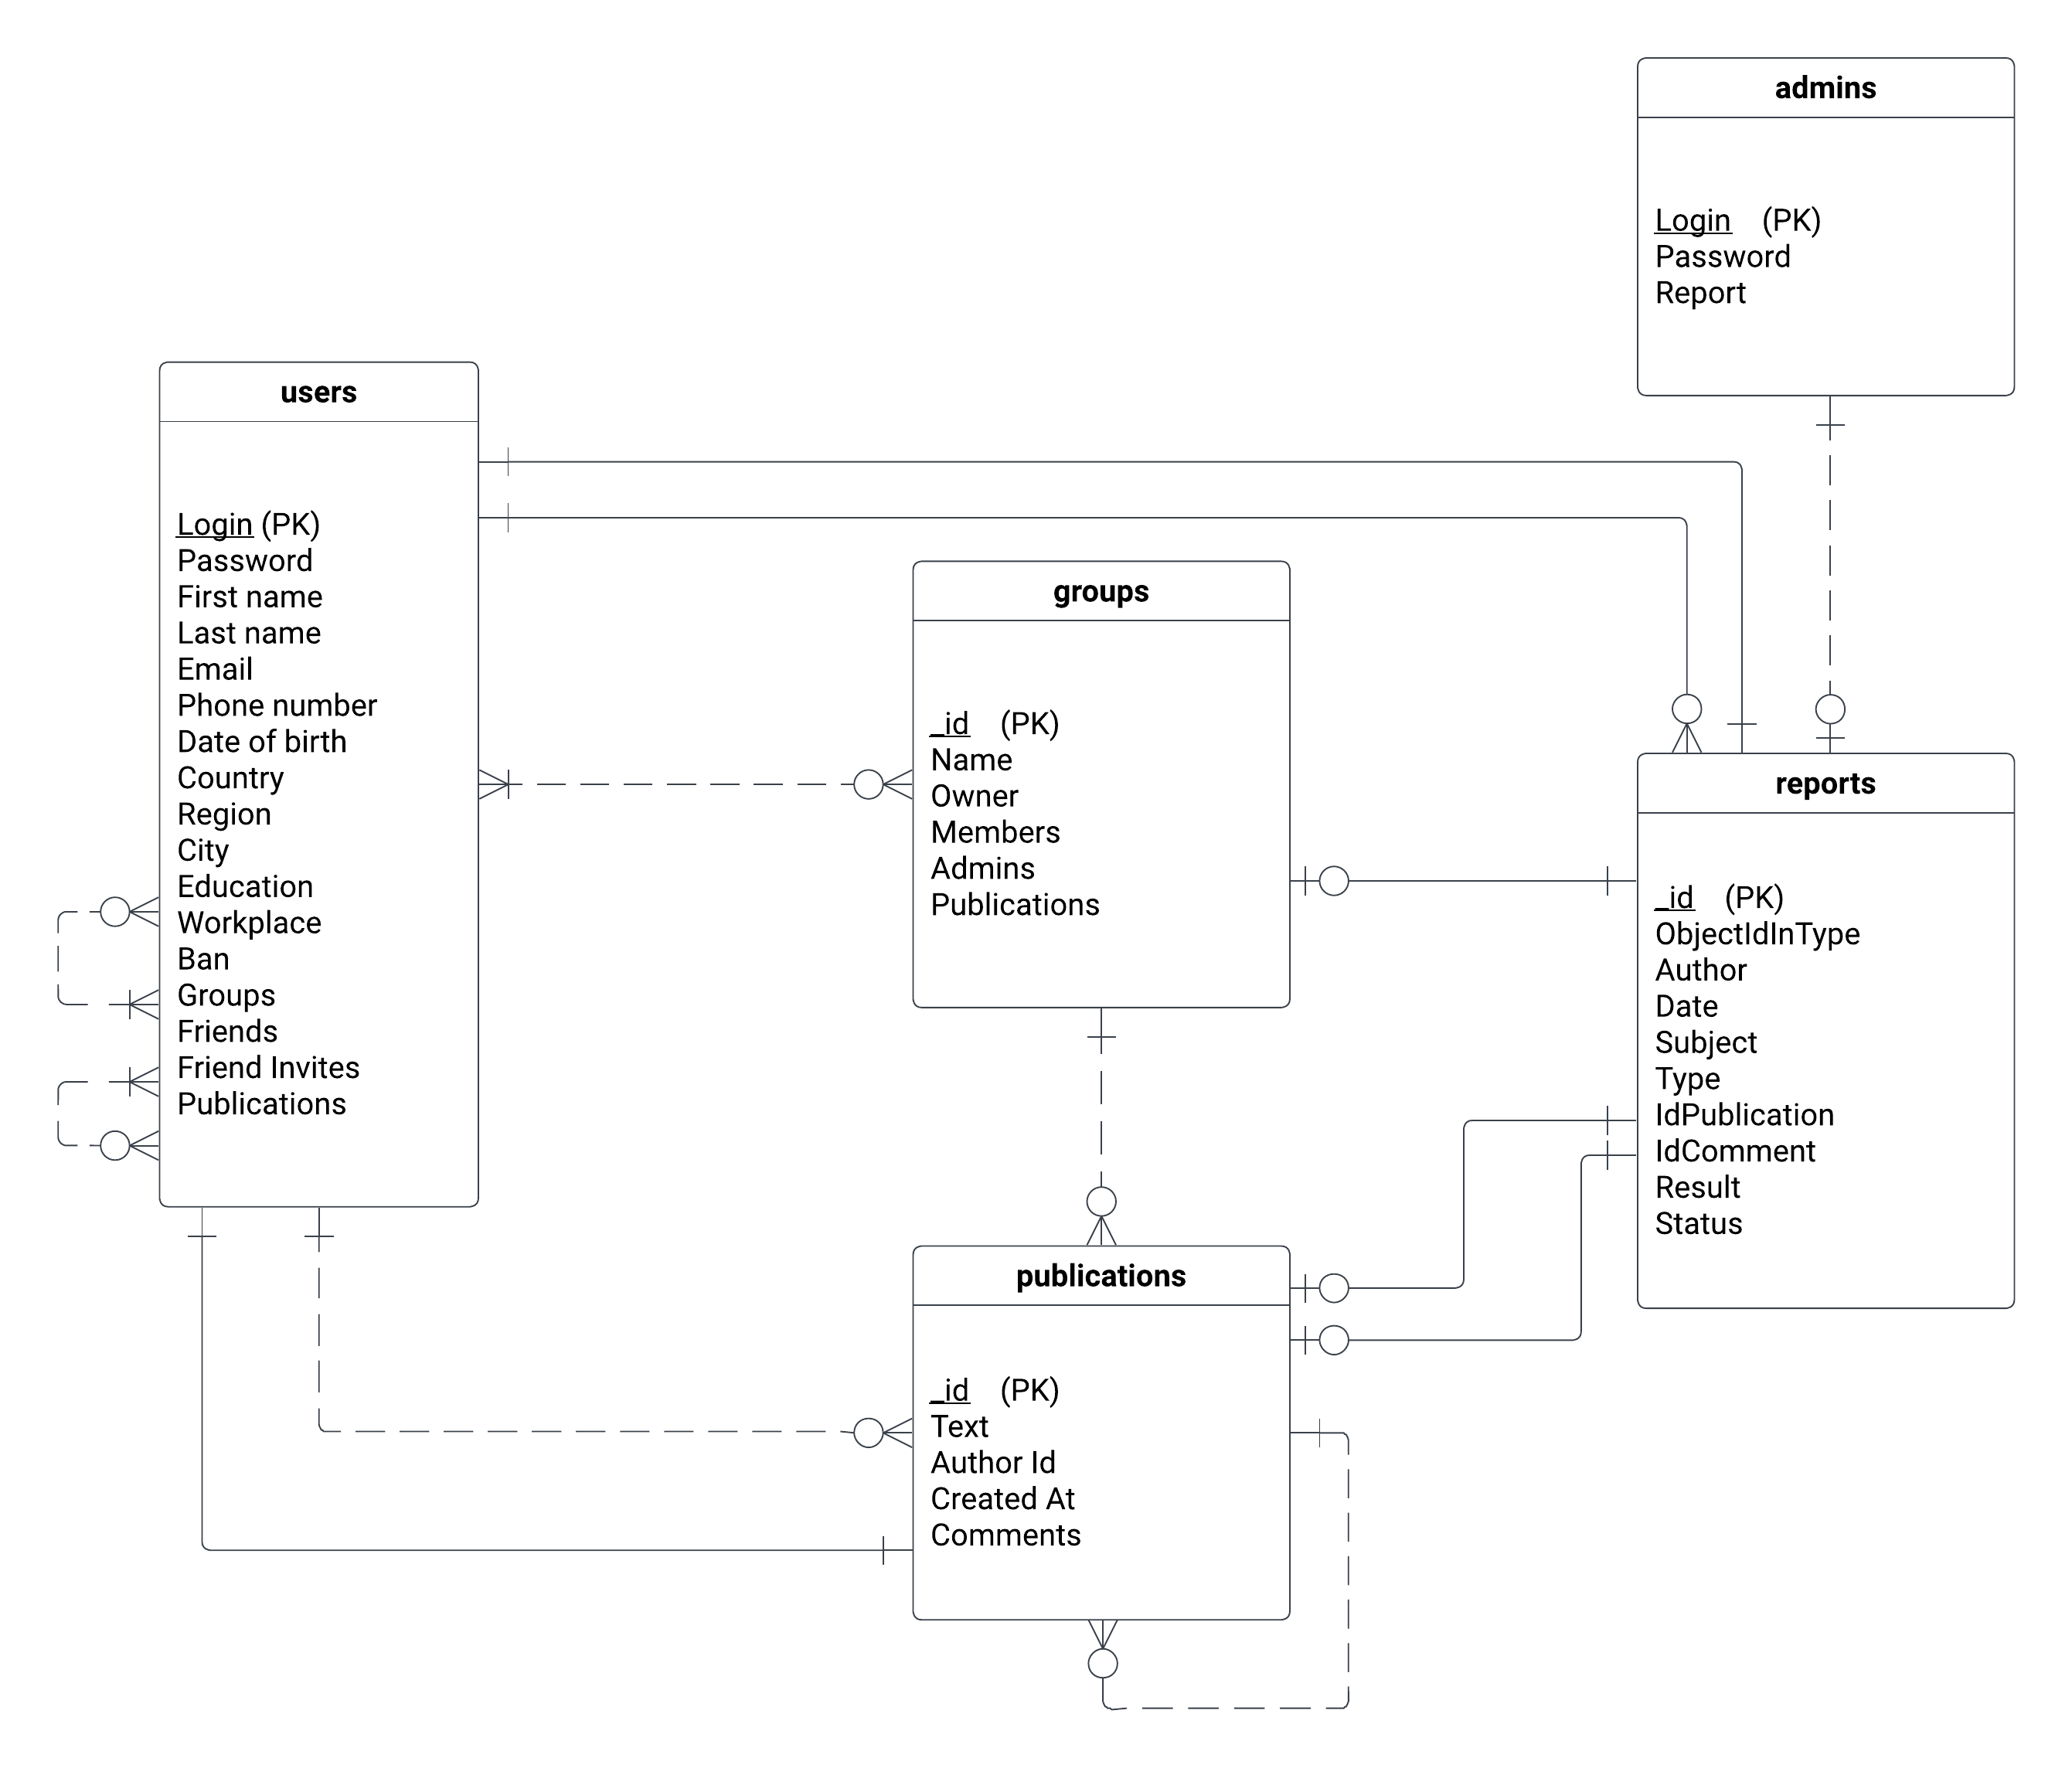 admins
Login (PK)
Password
Report
users
Login (PK)
Password
First name
Last name
Email
Phone number
Date of birth
Country
Region
City
Education
Workplace
Ban
Groups
Friends
Friend Invites
Publications
groups
_id (PK)
Name
Owner
Members
Admins
Publications
reports
_id (PK)
ObjectIdInType
Author
Date
Subject
Type
IdPublication
IdComment
Result
Status
publications
_id (PK)
Text
Author Id
Created At
Comments